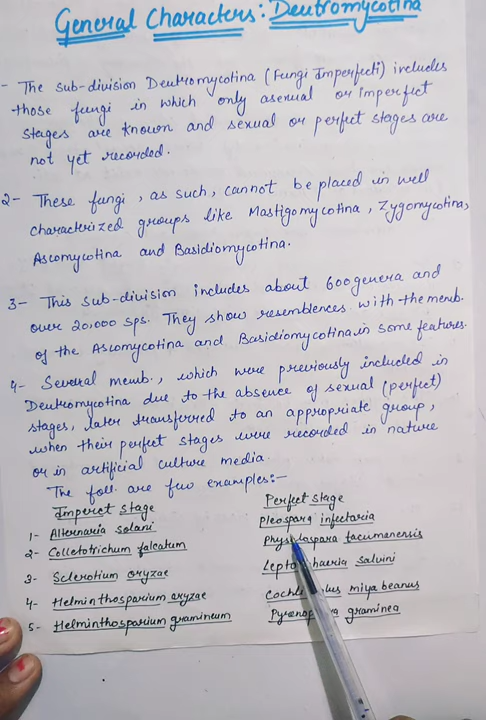 General Characters: Deutromycotina
- The sub-division Deutromycotina (Fungi Imperfecti) includes
those fungi in which only asexual or imperfect
stages are known and sexual or perfect stages are
not yet recorded.
2- These fungi, as such, cannot be placed in well
characterized groups like Mastigomycotina, Zygomycotina,
Ascomycotina and Basidiomycotina.
3- This sub-division includes about 600 genera and
over 20,000 sps. They show resemblences with the memb.
of the Ascomycotina and Basidiomycotina in some features.
4- Several memb., which were previously included in
Deutromycotina due to the absence of sexual (perfect)
stages, later transferred to an appropriate group,
when their perfect stages were recorded in nature
or in artificial culture media.
The foll. are few examples:-
Imperect stage Perfect stage
1- Alternaria solani Pleospara infectaria
2- Colletotrichum falcatum tacumanensis
3- Sclerotium oryzae salvini
4- Helminthosparium oryzae miyabeanus
5- Helminthosparium gramineum graminea